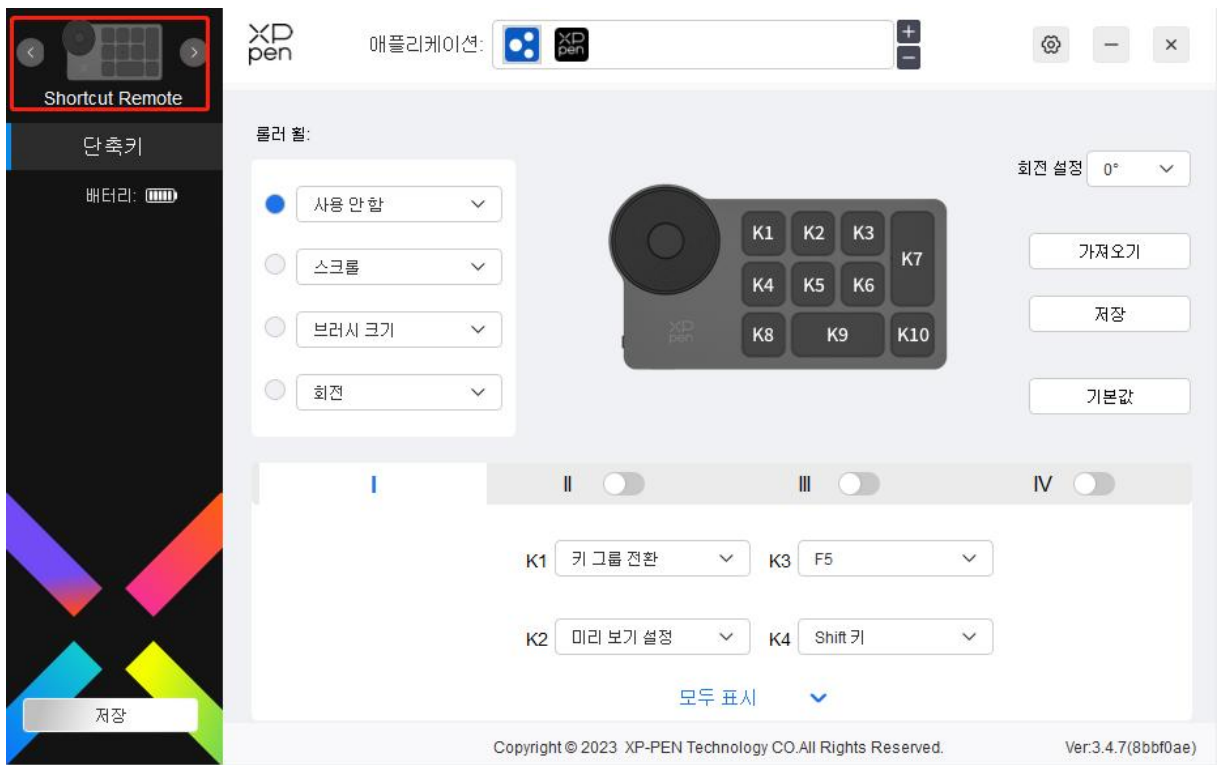 Shortcut Remote
단축키
배터리:
저장
XP
pen
애플리케이션:
XP
pen
롤러 휠:
사용 안 함
스크롤
브러시 크기
회전
K1 K2 K3
K7
K4 K5 K6
XP
pen
K8 K9 K10
회전 설정 0°
가져오기
저장
기본값
I II III IV
K1 키 그룹 전환 K3 F5
K2 미리 보기 설정 K4 Shift 키
모두 표시
Copyright © 2023 XP-PEN Technology CO.All Rights Reserved. Ver:3.4.7(8bbf0ae)